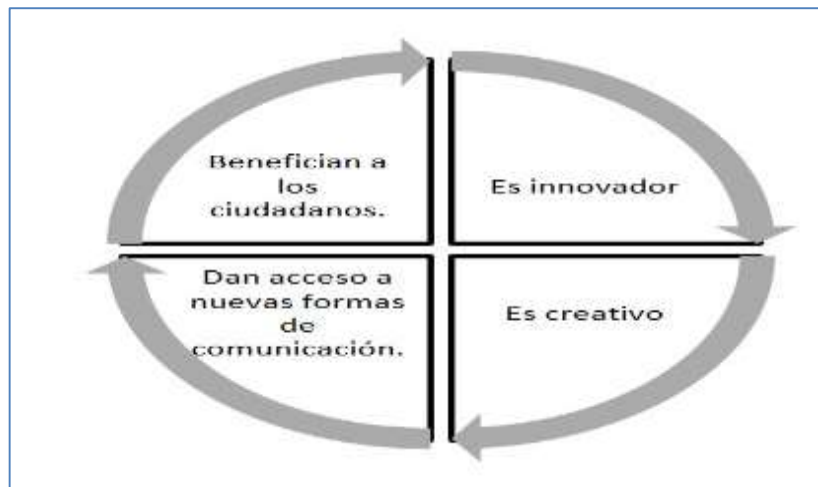 Benefician a
los
ciudadanos.
Es innovador
Dan acceso a
nuevas formas
de
comunicación.
Es creativo